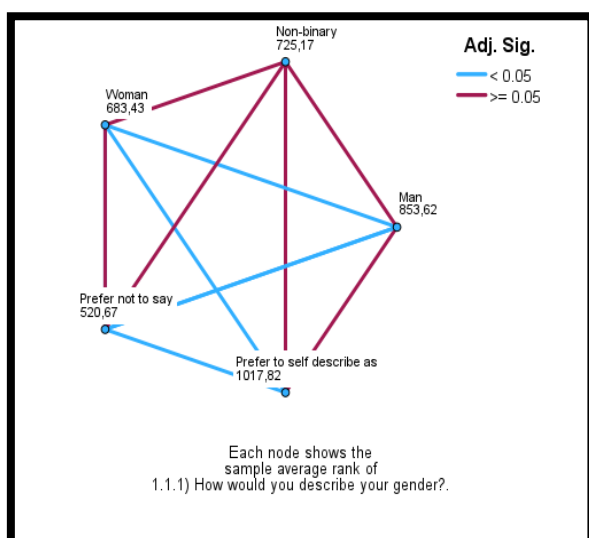 Non-binary
725,17
Adj. Sig.
< 0.05
>= 0.05
Woman
683,43
Man
853,62
Prefer not to say
520,67
Prefer to self describe as
1017,82
Each node shows the
sample average rank of
1.1.1) How would you describe your gender?.